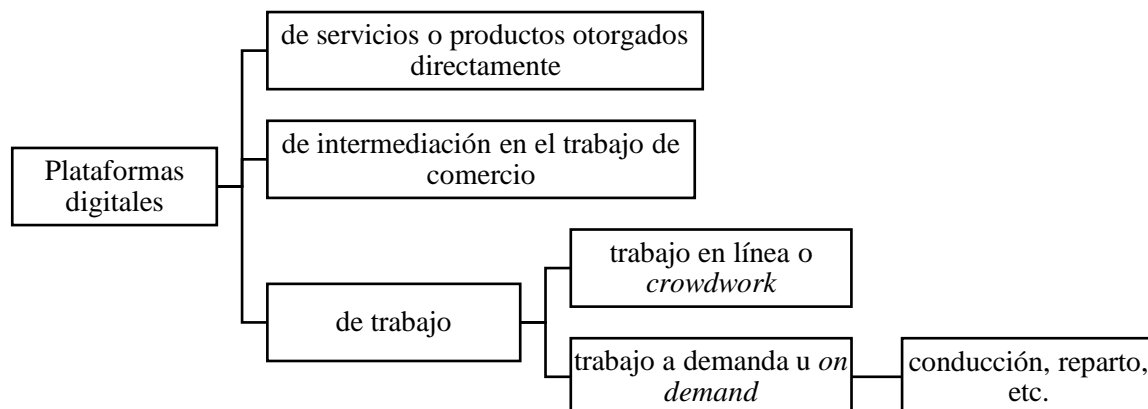 de servicios o productos otorgados
directamente
de intermediación en el trabajo de
comercio
Plataformas
digitales
trabajo en línea o
crowdwork
de trabajo
trabajo a demanda u on
demand
conducción, reparto,
etc.